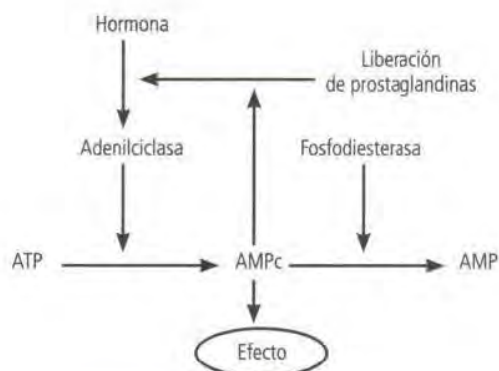 Hormona
Liberación
de prostaglandinas
Adenilciclasa
Fosfodiesterasa
ATP
AMPc
AMP
Efecto